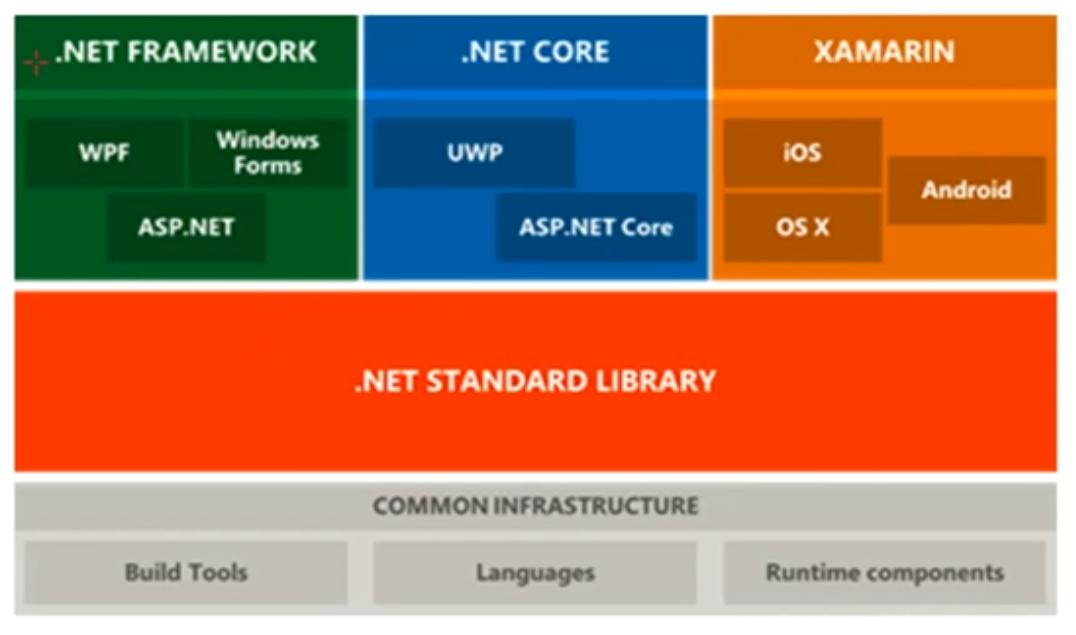 .NET FRAMEWORK
.NET CORE
XAMARIN
WPF
Windows
Forms
ASP.NET
UWP
ASP.NET Core
iOS
OS X
Android
.NET STANDARD LIBRARY
COMMON INFRASTRUCTURE
Build Tools
Languages
Runtime components